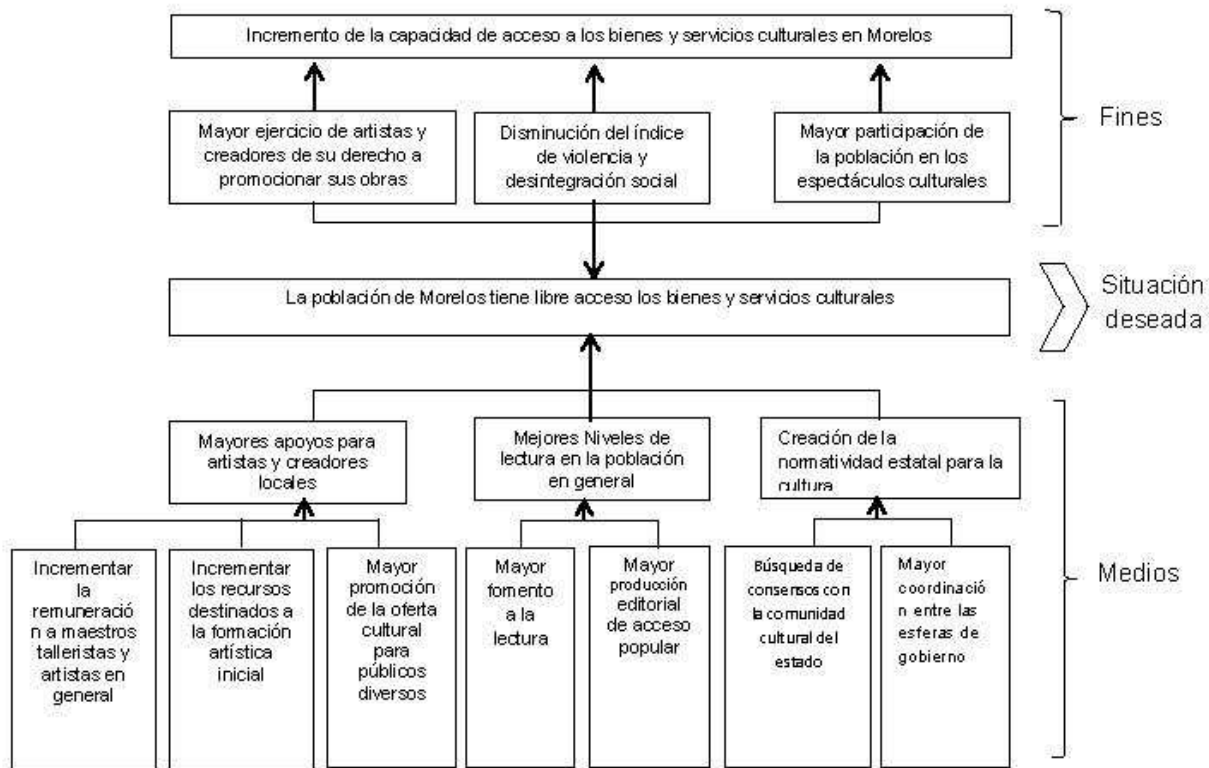 Incremento de la capacidad de acceso a los bienes y servicios culturales en Morelos
Mayor ejercicio de artistas y
creadores de su derecho a
promocionar sus obras
Disminución del índice
de violencia y
desintegración social
Mayor participación de
la población en los
espectáculos culturales
Fines
La población de Morelos tiene libre acceso los bienes y servicios culturales
Situación
deseada
Mayores apoyos para
artistas y creadores
locales
Mejores Niveles de
lectura en la población
en general
Creación de la
normatividad estatal para la
cultura
Incrementar
la
remuneració
n a maestros
talleristas y
artistas en
general
Incrementar
los recursos
destinados a
la formación
artística
inicial
Mayor
promoción
de la oferta
cultural
para
públicos
diversos
Mayor
fomento
a la
lectura
Mayor
producción
editorial
de acceso
popular
Búsqueda de
consensos con
la comunidad
cultural del
estado
Mayor
coordinació
n entre las
esferas de
gobierno
Medios